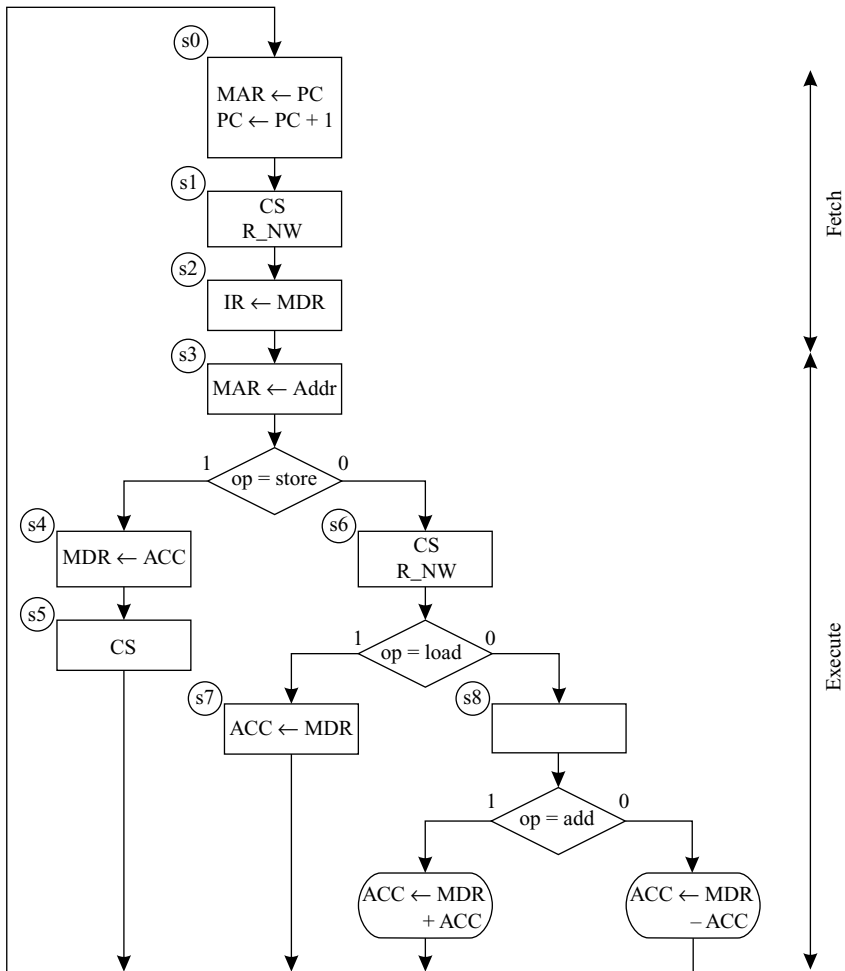 s0
MAR ← PC
PC ← PC + 1
s1
CS
R_NW
s2
IR ← MDR
s3
MAR ← Addr
Fetch
1
op = store
0
s4
MDR ← ACC
s5
CS
s6
CS
R_NW
1
op = load
0
s7
ACC ← MDR
s8
1
op = add
0
ACC ← MDR
+ ACC
ACC ← MDR
– ACC
Execute